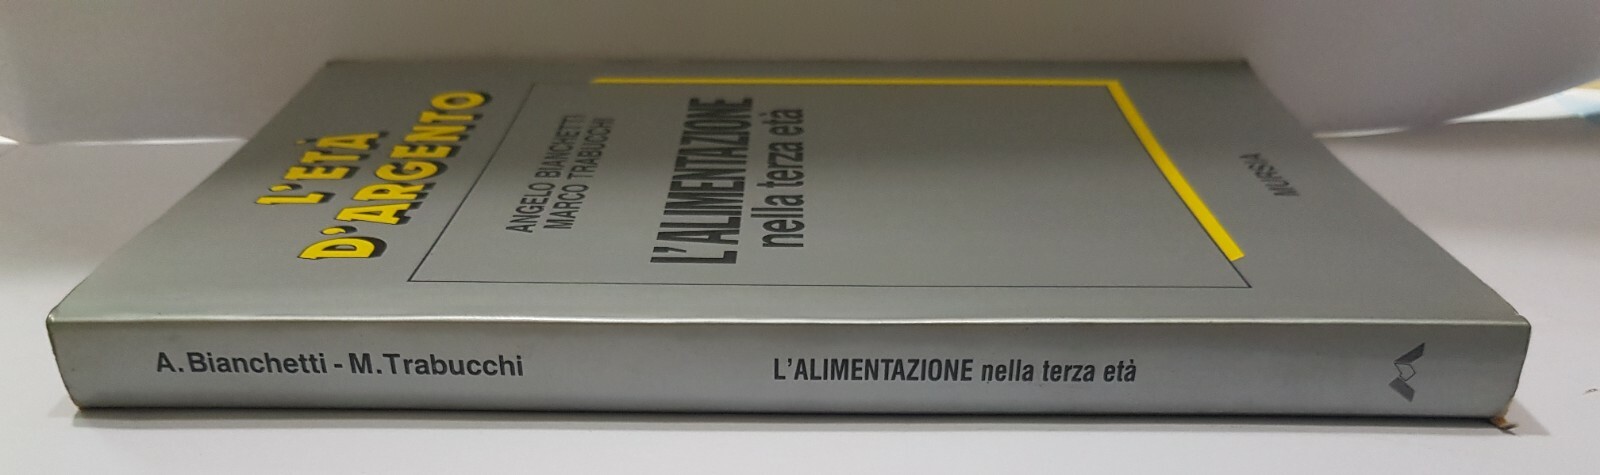 L'ETÀ
D'ARGENTO
ANGELO BIANCHETTI
MARCO TRABUCCHI
L'ALIMENTAZIONE
nella terza età
MURSIA
A. Bianchetti - M. Trabucchi
L'ALIMENTAZIONE nella terza età